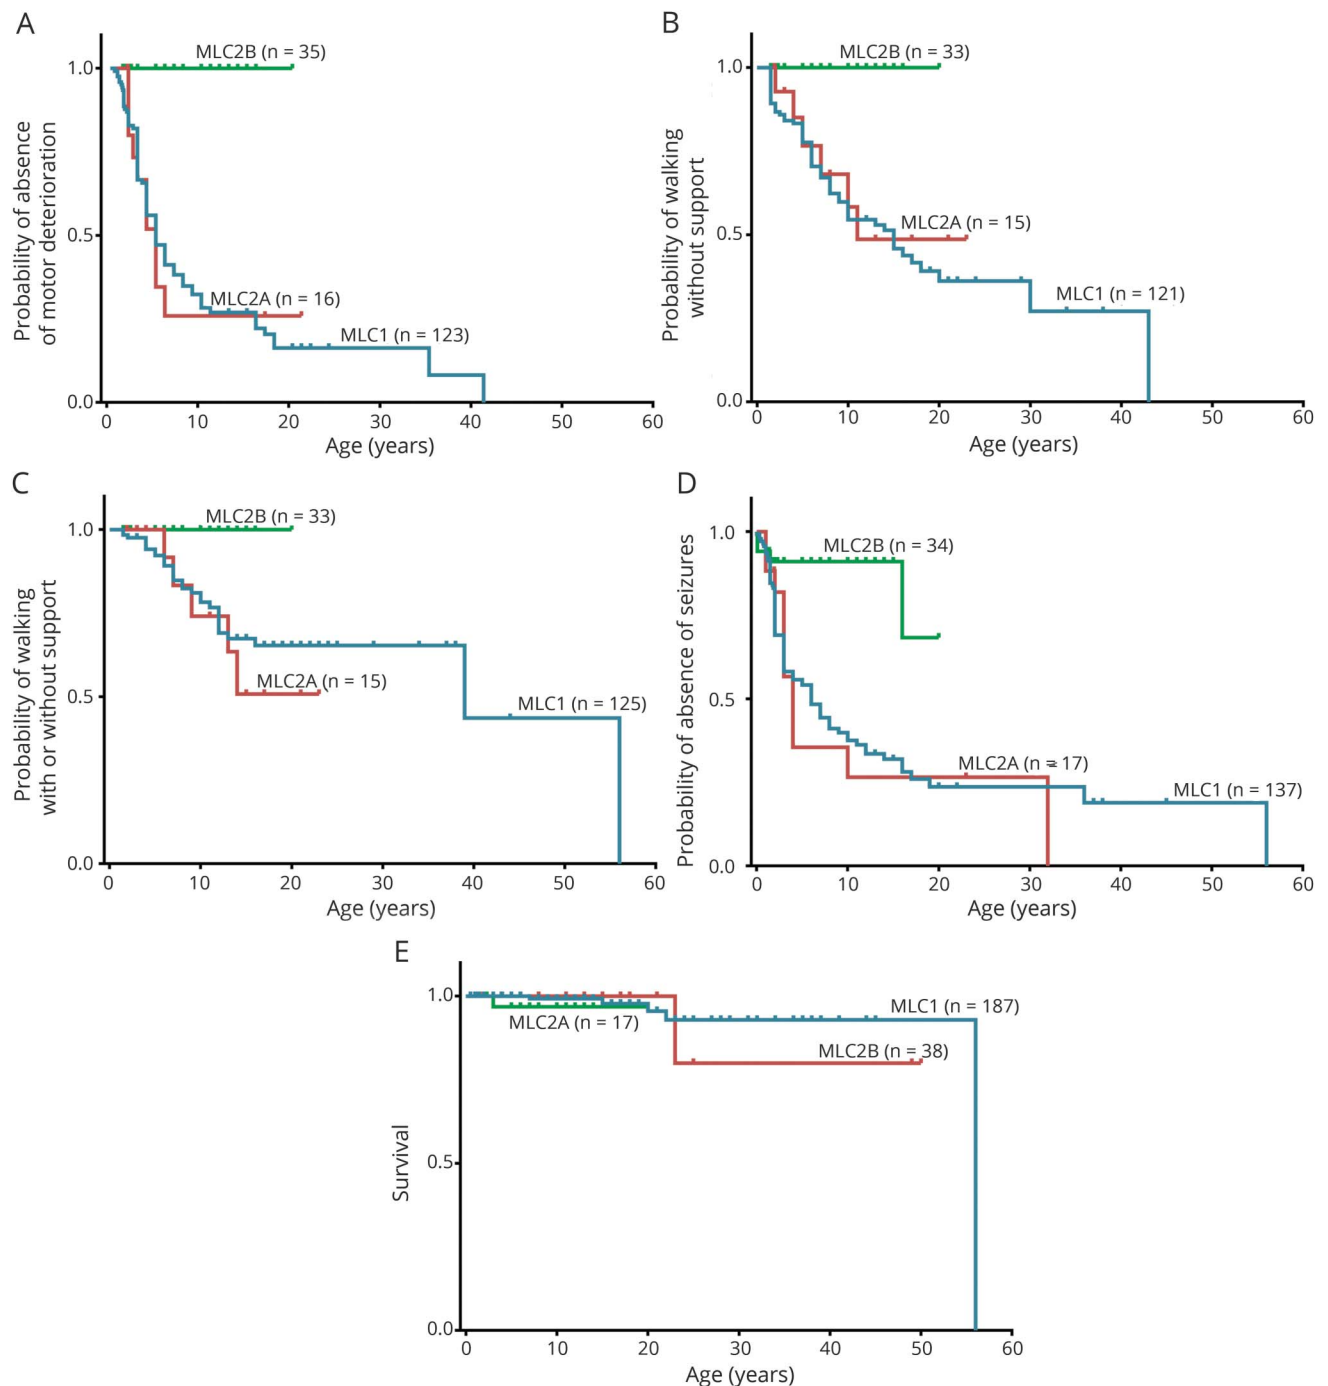 A
Probability of absence
of motor deterioration
1.0
0.5
0.0
MLC2B (n = 35)
MLC2A (n = 16)
MLC1 (n = 123)
0 10 20 30 40 50 60
Age (years)
B
Probability of walking
without support
1.0
0.5
0.0
MLC2B (n = 33)
MLC2A (n = 15)
MLC1 (n = 121)
0 10 20 30 40 50 60
Age (years)
C
Probability of walking
with or without support
1.0
0.5
0.0
MLC2B (n = 33)
MLC2A (n = 15)
MLC1 (n = 125)
0 10 20 30 40 50 60
Age (years)
D
Probability of absence of seizures
1.0
0.5
0.0
MLC2B (n = 34)
MLC2A (n = 17)
MLC1 (n = 137)
0 10 20 30 40 50 60
Age (years)
E
Survival
1.0
0.5
0.0
MLC2A (n = 17)
MLC1 (n = 187)
MLC2B (n = 38)
0 10 20 30 40 50 60
Age (years)